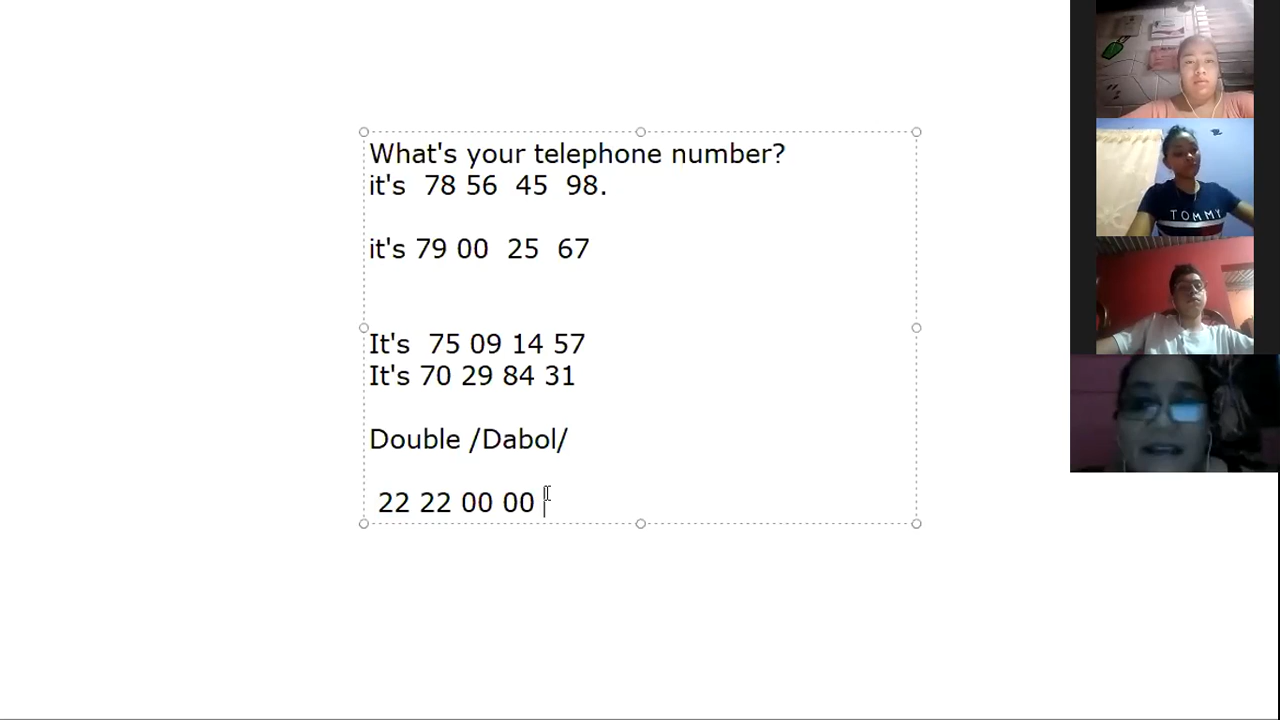 What's your telephone number?
it's 78 56 45 98.
it's 79 00 25 67
It's 75 09 14 57
It's 70 29 84 31
Double /Dabol/
22 22 00 00
TOMMY